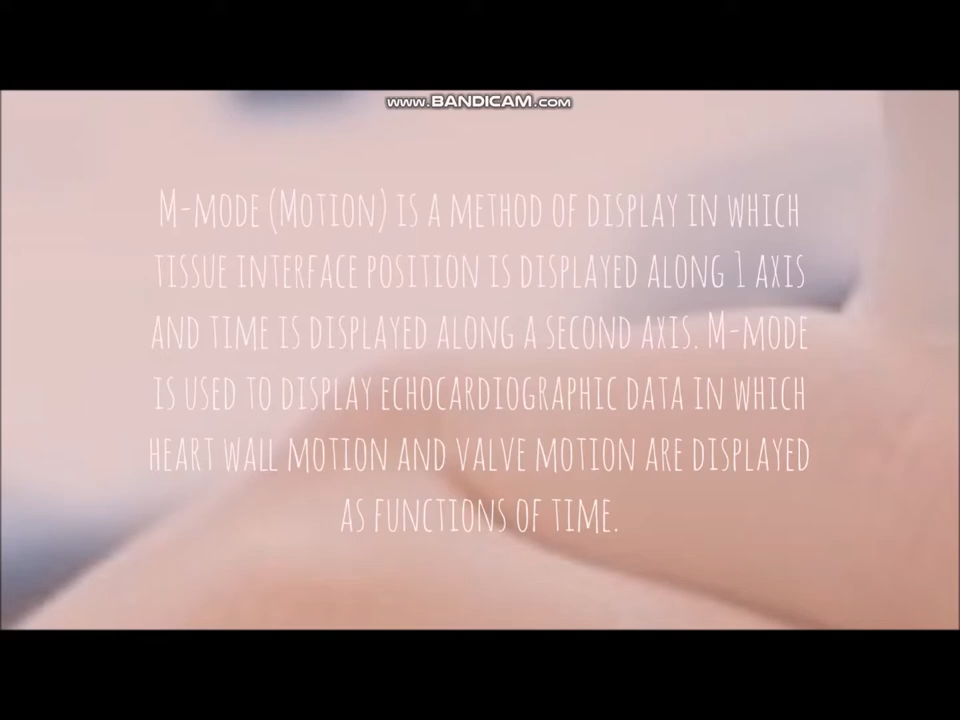 www.BANDICAM.com
M-mode (Motion) is a method of display in which
tissue interface position is displayed along 1 axis
and time is displayed along a second axis. M-mode
is used to display echocardiographic data in which
heart wall motion and valve motion are displayed
as functions of time.